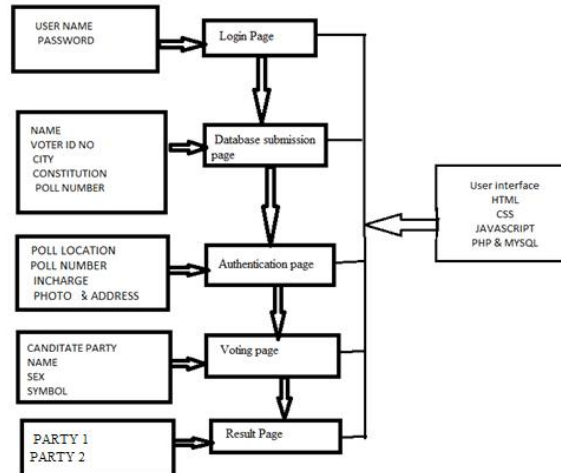 USER NAME
PASSWORD
Login Page
NAME
VOTER ID NO
CITY
CONSTITUTION
POLL NUMBER
Database submission
page
User interface
HTML
CSS
JAVASCRIPT
PHP & MYSQL
POLL LOCATION
POLL NUMBER
INCHARGE
PHOTO & ADDRESS
Authentication page
CANDITATE PARTY
NAME
SEX
SYMBOL
Voting page
PARTY 1
PARTY 2
Result Page